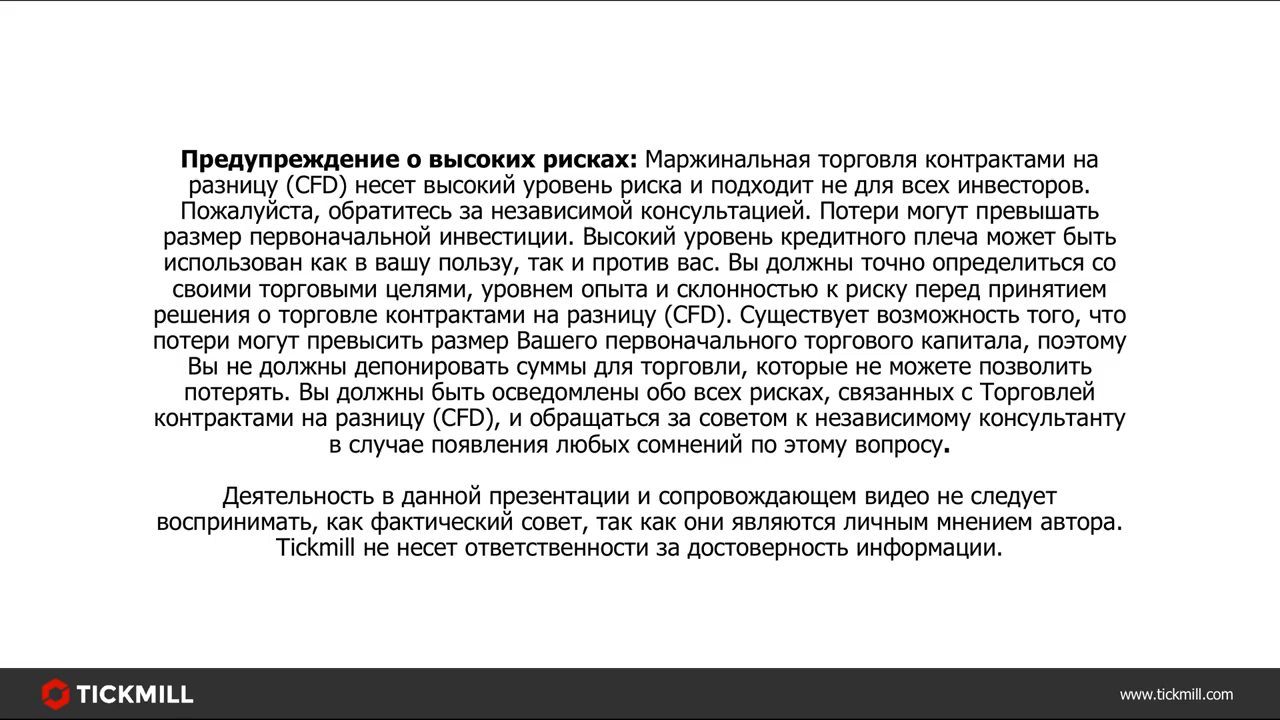 Предупреждение о высоких рисках: Маржинальная торговля контрактами на
разницу (CFD) несет высокий уровень риска и подходит не для всех инвесторов.
Пожалуйста, обратитесь за независимой консультацией. Потери могут превышать
размер первоначальной инвестиции. Высокий уровень кредитного плеча может быть
использован как в вашу пользу, так и против вас. Вы должны точно определиться со
своими торговыми целями, уровнем опыта и склонностью к риску перед принятием
решения о торговле контрактами на разницу (CFD). Существует возможность того, что
потери могут превысить размер Вашего первоначального торгового капитала, поэтому
Вы не должны депонировать суммы для торговли, которые не можете позволить
потерять. Вы должны быть осведомлены обо всех рисках, связанных с Торговлей
контрактами на разницу (CFD), и обращаться за советом к независимому консультанту
в случае появления любых сомнений по этому вопросу.
Деятельность в данной презентации и сопровождающем видео не следует
воспринимать, как фактический совет, так как они являются личным мнением автора.
Tickmill не несет ответственности за достоверность информации.
TICKMILL
www.tickmill.com